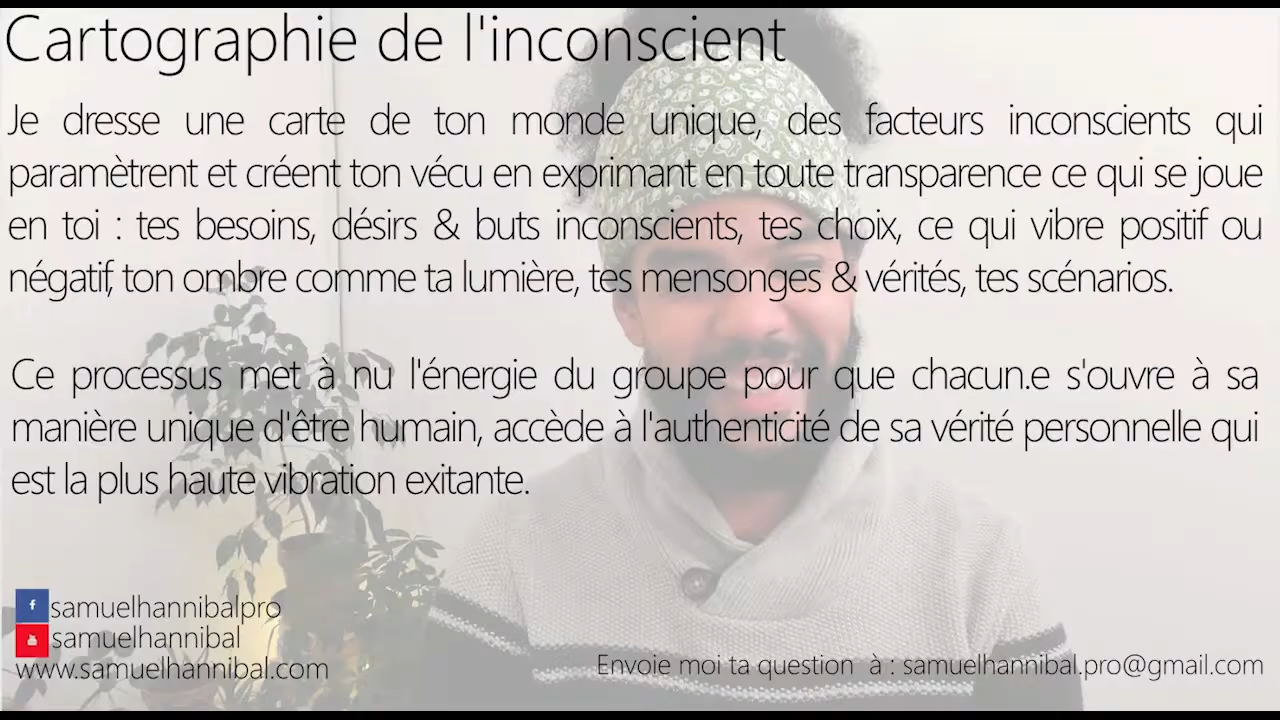 Cartographie de l'inconscient
Je dresse une carte de ton monde unique, des facteurs inconscients qui
paramètrent et créent ton vécu en exprimant en toute transparence ce qui se joue
en toi : tes besoins, désirs & buts inconscients, tes choix, ce qui vibre positif ou
négatif, ton ombre comme ta lumière, tes mensonges & vérités, tes scénarios.
Ce processus met à nu l'énergie du groupe pour que chacun.e s'ouvre à sa
manière unique d'être humain, accède à l'authenticité de sa vérité personnelle qui
est la plus haute vibration exitante.
f samuelhannibalpro
samuelhannibal
www.samuelhannibal.com
Envoie moi ta question à : samuelhannibal.pro@gmail.com